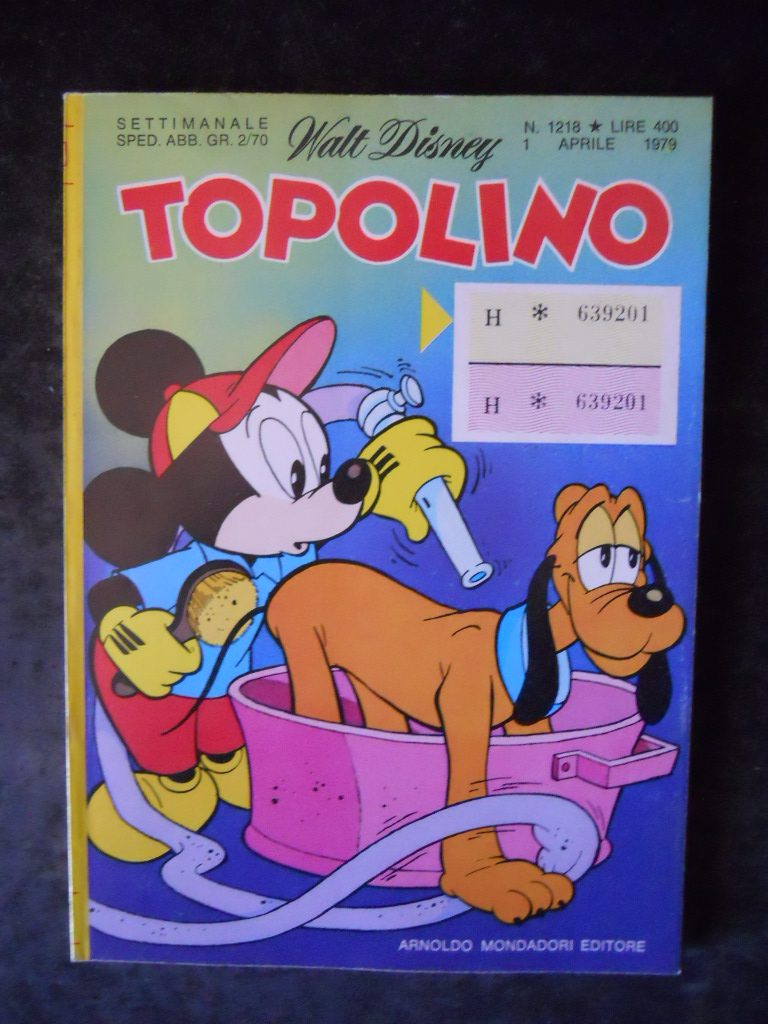 SETTIMANALE
SPED. ABB. GR. 2/70
Walt Disney
N. 1218 ★ LIRE 400
1 APRILE 1979
TOPOLINO
H * 639201
H * 639201
ARNOLDO MONDADORI EDITORE